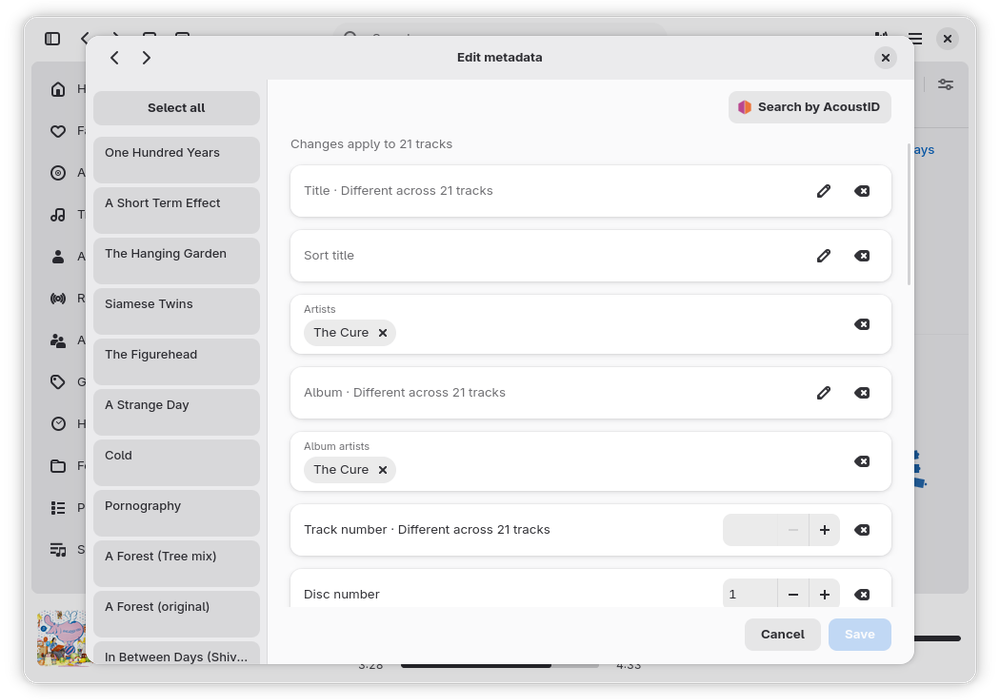 Edit metadata
Select all
Search by AcoustID
Changes apply to 21 tracks
One Hundred Years
A Short Term Effect
The Hanging Garden
Siamese Twins
The Figurehead
A Strange Day
Cold
Pornography
A Forest (Tree mix)
A Forest (original)
In Between Days (Shiv...
Title · Different across 21 tracks
Sort title
Artists
The Cure
Album · Different across 21 tracks
Album artists
The Cure
Track number · Different across 21 tracks
Disc number
1
Cancel
Save
ays
3:28
4:33